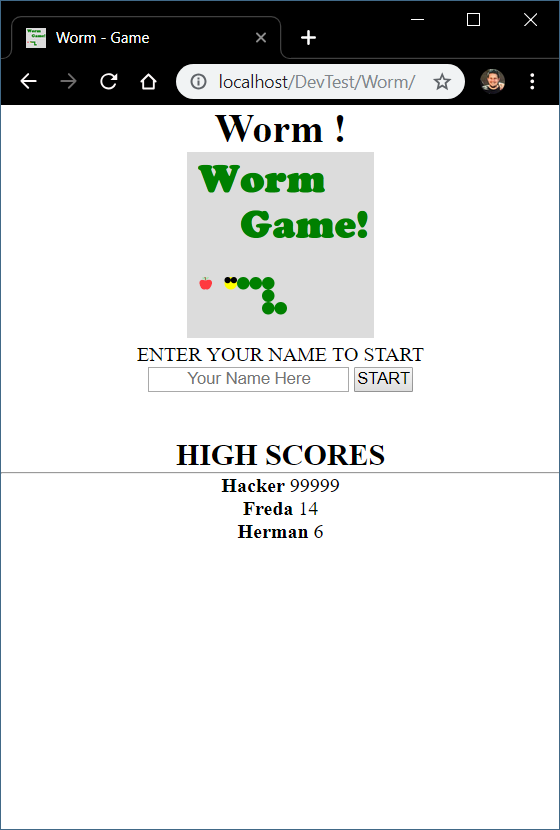 Worm - Game
localhost/DevTest/Worm/
Worm !
Worm
Game!
ENTER YOUR NAME TO START
Your Name Here START
HIGH SCORES
Hacker 99999
Freda 14
Herman 6